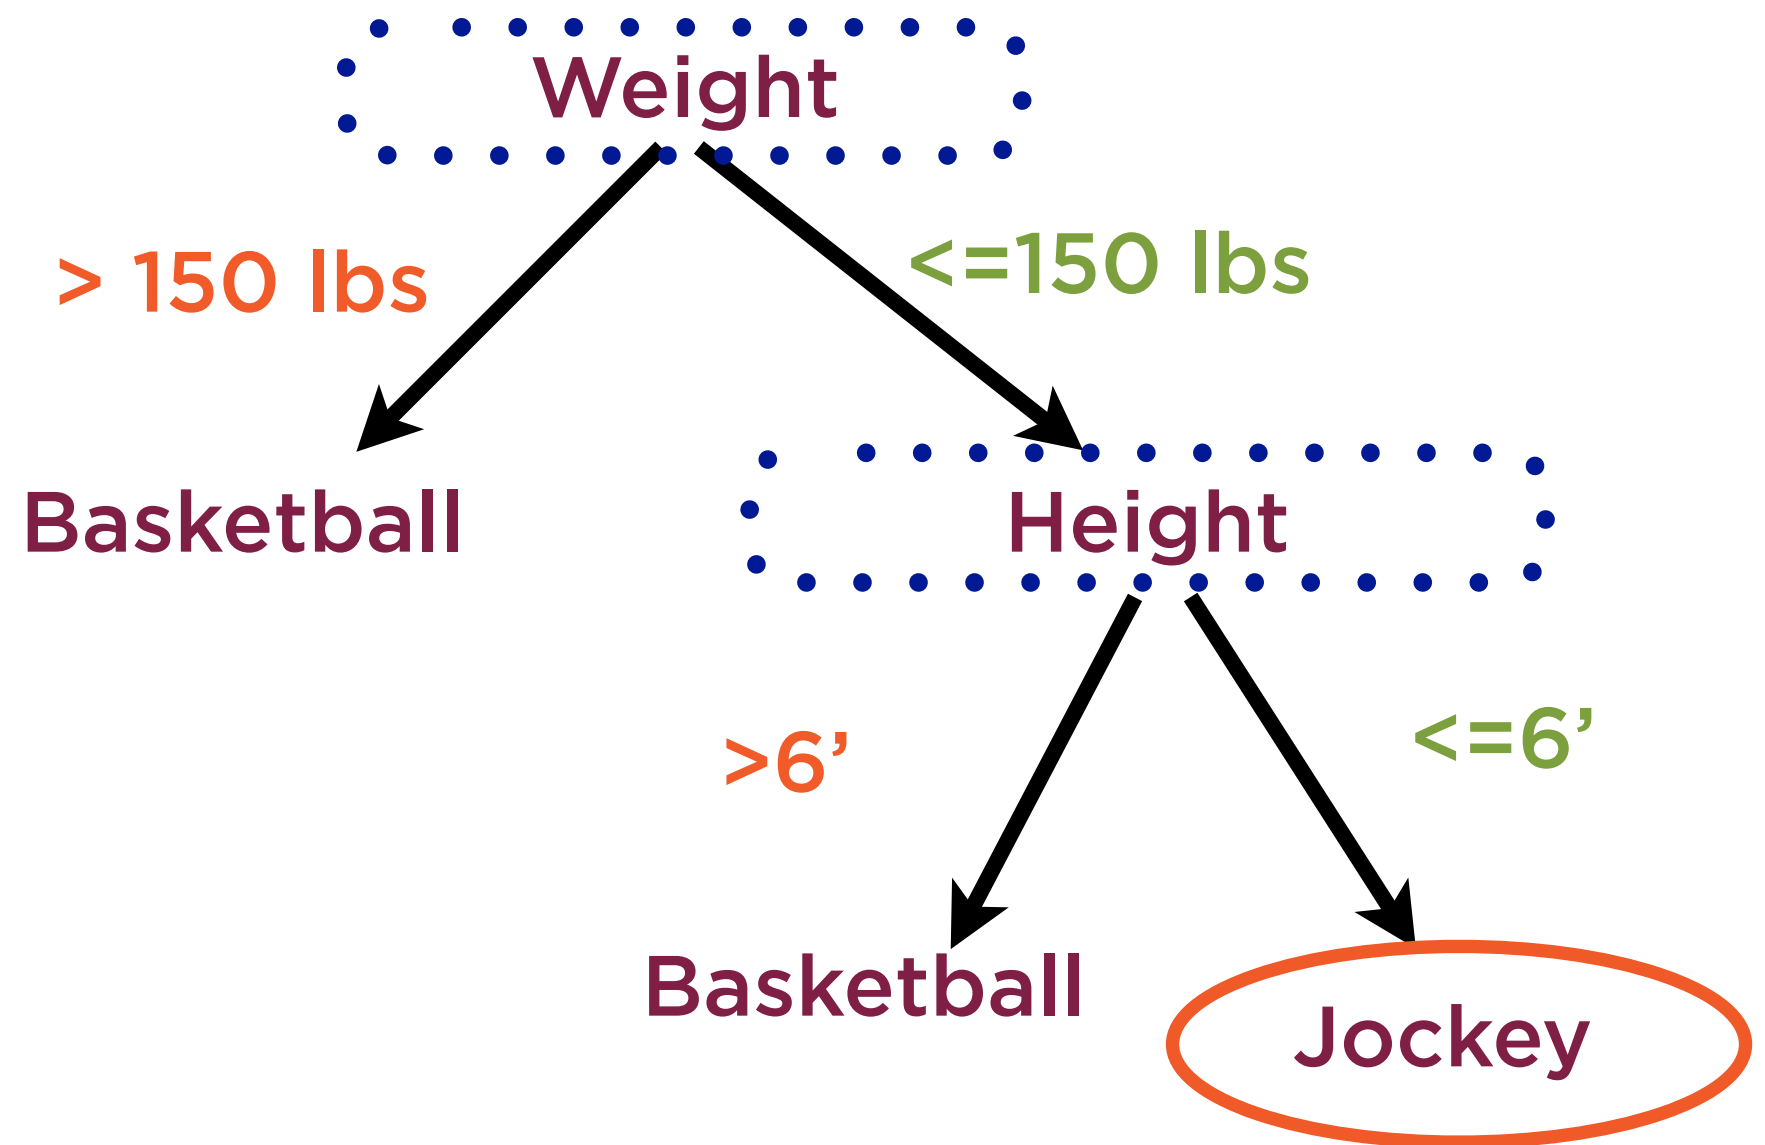 Weight
> 150 lbs
<=150 lbs
Basketball
Height
>6’
<=6’
Basketball
Jockey